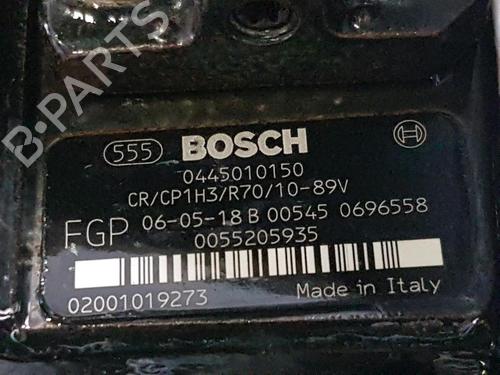 B-PARTS
555 BOSCH
0445010150
CR/CP1H3/R70/10-89V
FGP 06-05-18 B 00545 0696558
0055205935
02001019273 Made in Italy